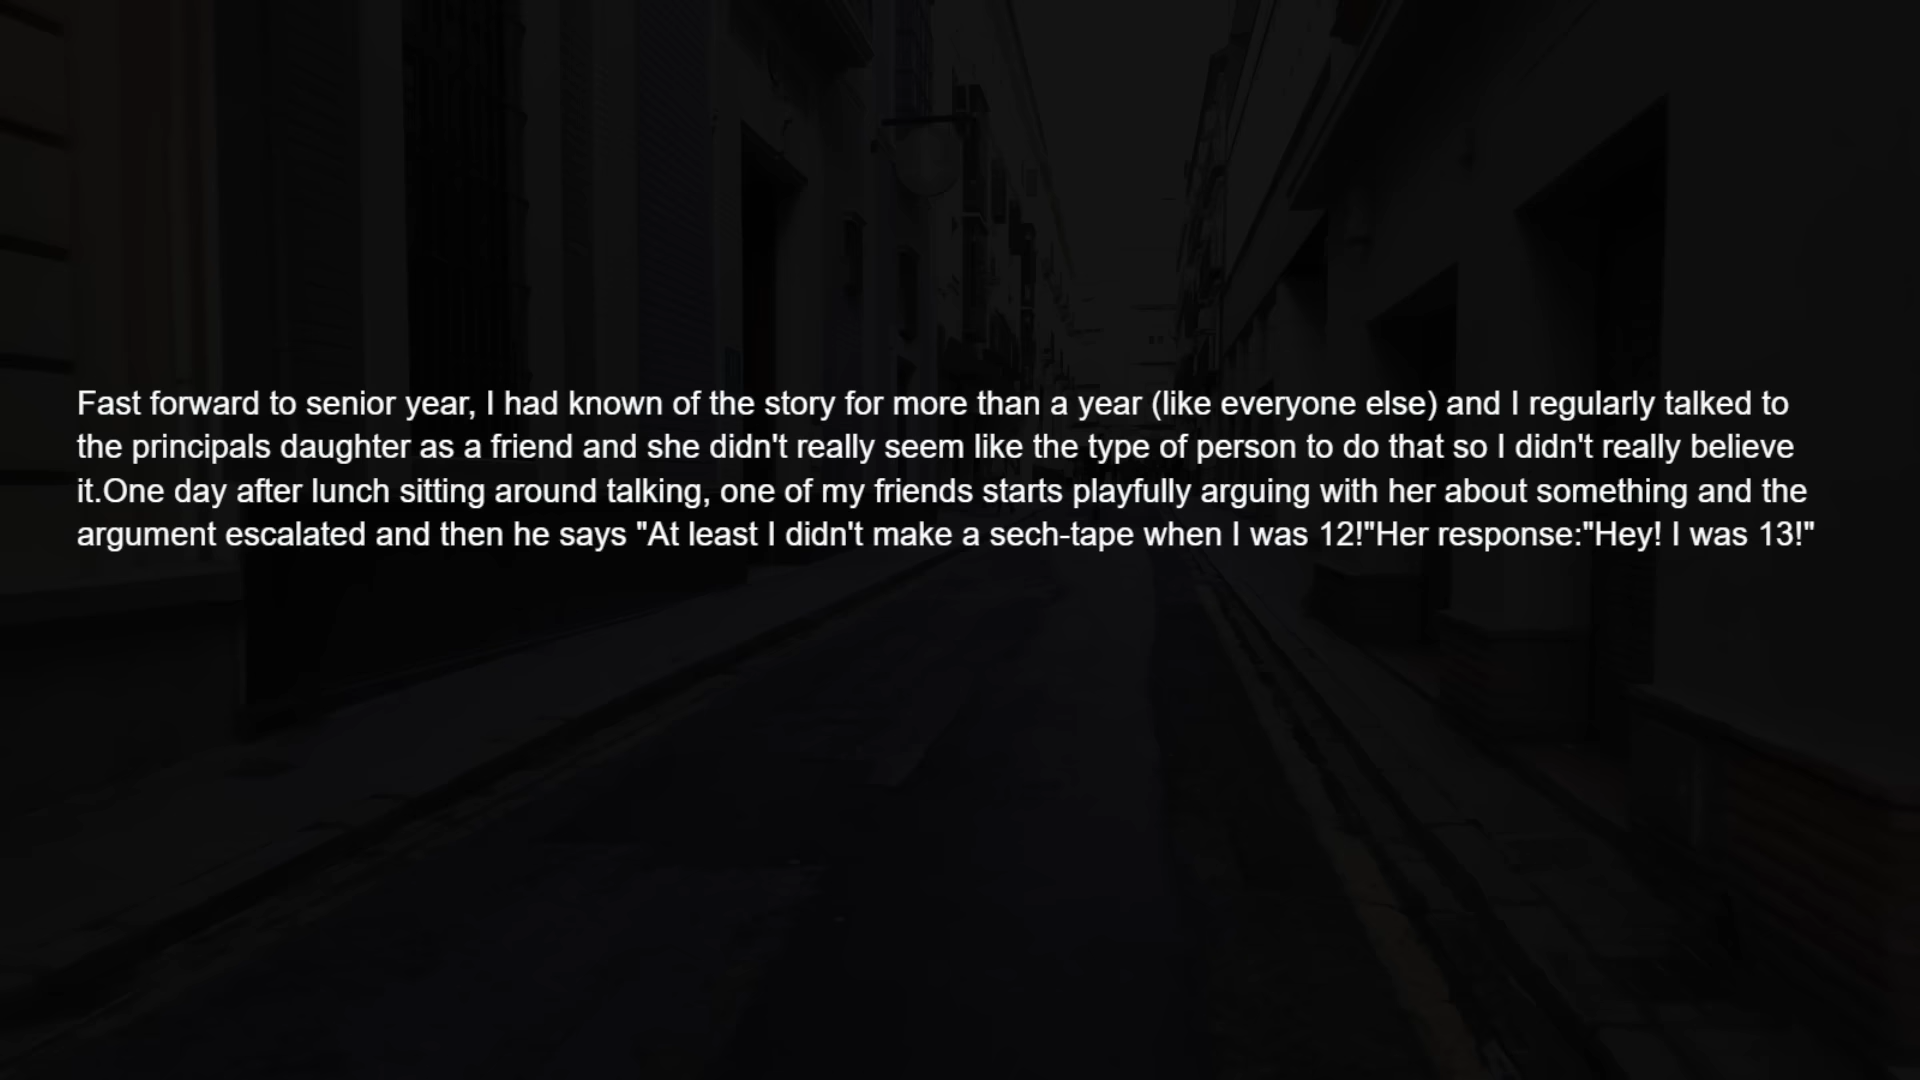 Fast forward to senior year, I had known of the story for more than a year (like everyone else) and I regularly talked to
the principals daughter as a friend and she didn't really seem like the type of person to do that so I didn't really believe
it.One day after lunch sitting around talking, one of my friends starts playfully arguing with her about something and the
argument escalated and then he says "At least I didn't make a sech-tape when I was 12!"Her response:"Hey! I was 13!"